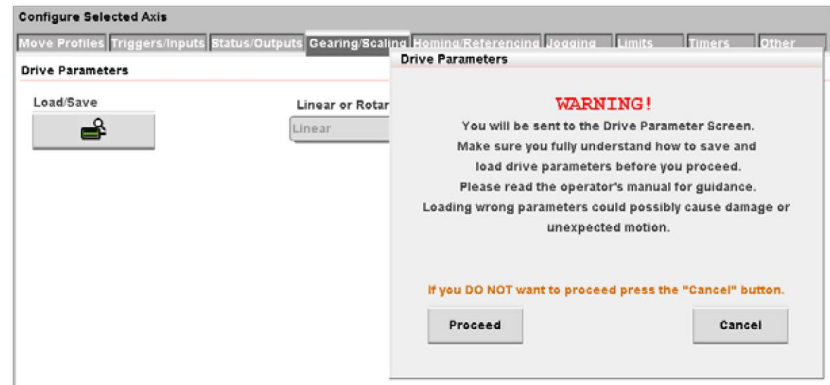 Configure Selected Axis
Move Profiles Triggers/Inputs Status/Outputs Gearing/Scaling Homing/Referencing Jogging Limits Timers Other
Drive Parameters
Load/Save
Linear or Rotar
Linear
Drive Parameters
WARNING!
You will be sent to the Drive Parameter Screen.
Make sure you fully understand how to save and
load drive parameters before you proceed.
Please read the operator's manual for guidance.
Loading wrong parameters could possibly cause damage or
unexpected motion.
If you DO NOT want to proceed press the "Cancel" button.
Proceed
Cancel